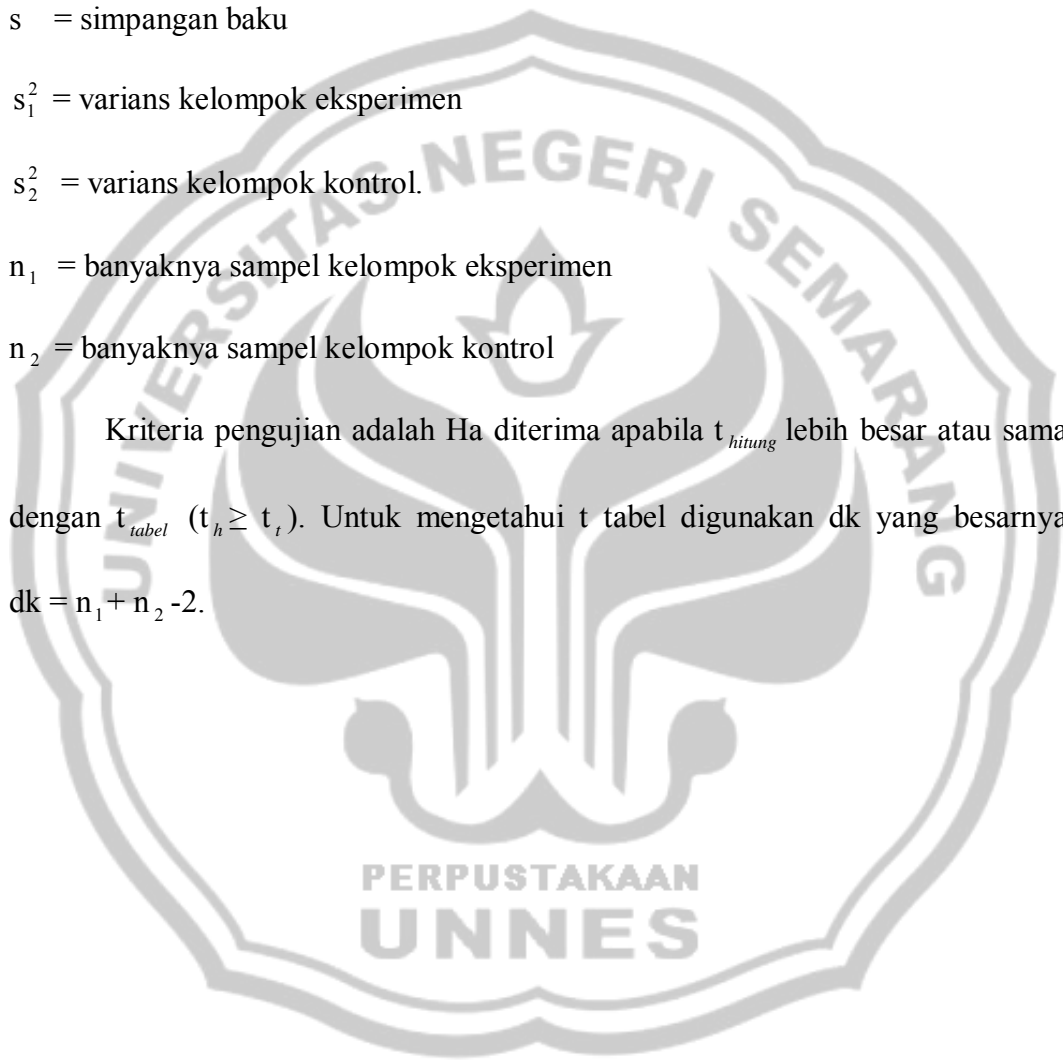 s = simpangan baku
s₁² = varians kelompok eksperimen
s₂² = varians kelompok kontrol.
n₁ = banyaknya sampel kelompok eksperimen
n₂ = banyaknya sampel kelompok kontrol
Kriteria pengujian adalah Ha diterima apabila t hitung lebih besar atau sama
dengan t tabel (t h ≥ t t). Untuk mengetahui t tabel digunakan dk yang besarnya
dk = n₁+ n₂ -2.
UNIVERSITAS NEGERI SEMARANG
PERPUSTAKAAN
UNNES